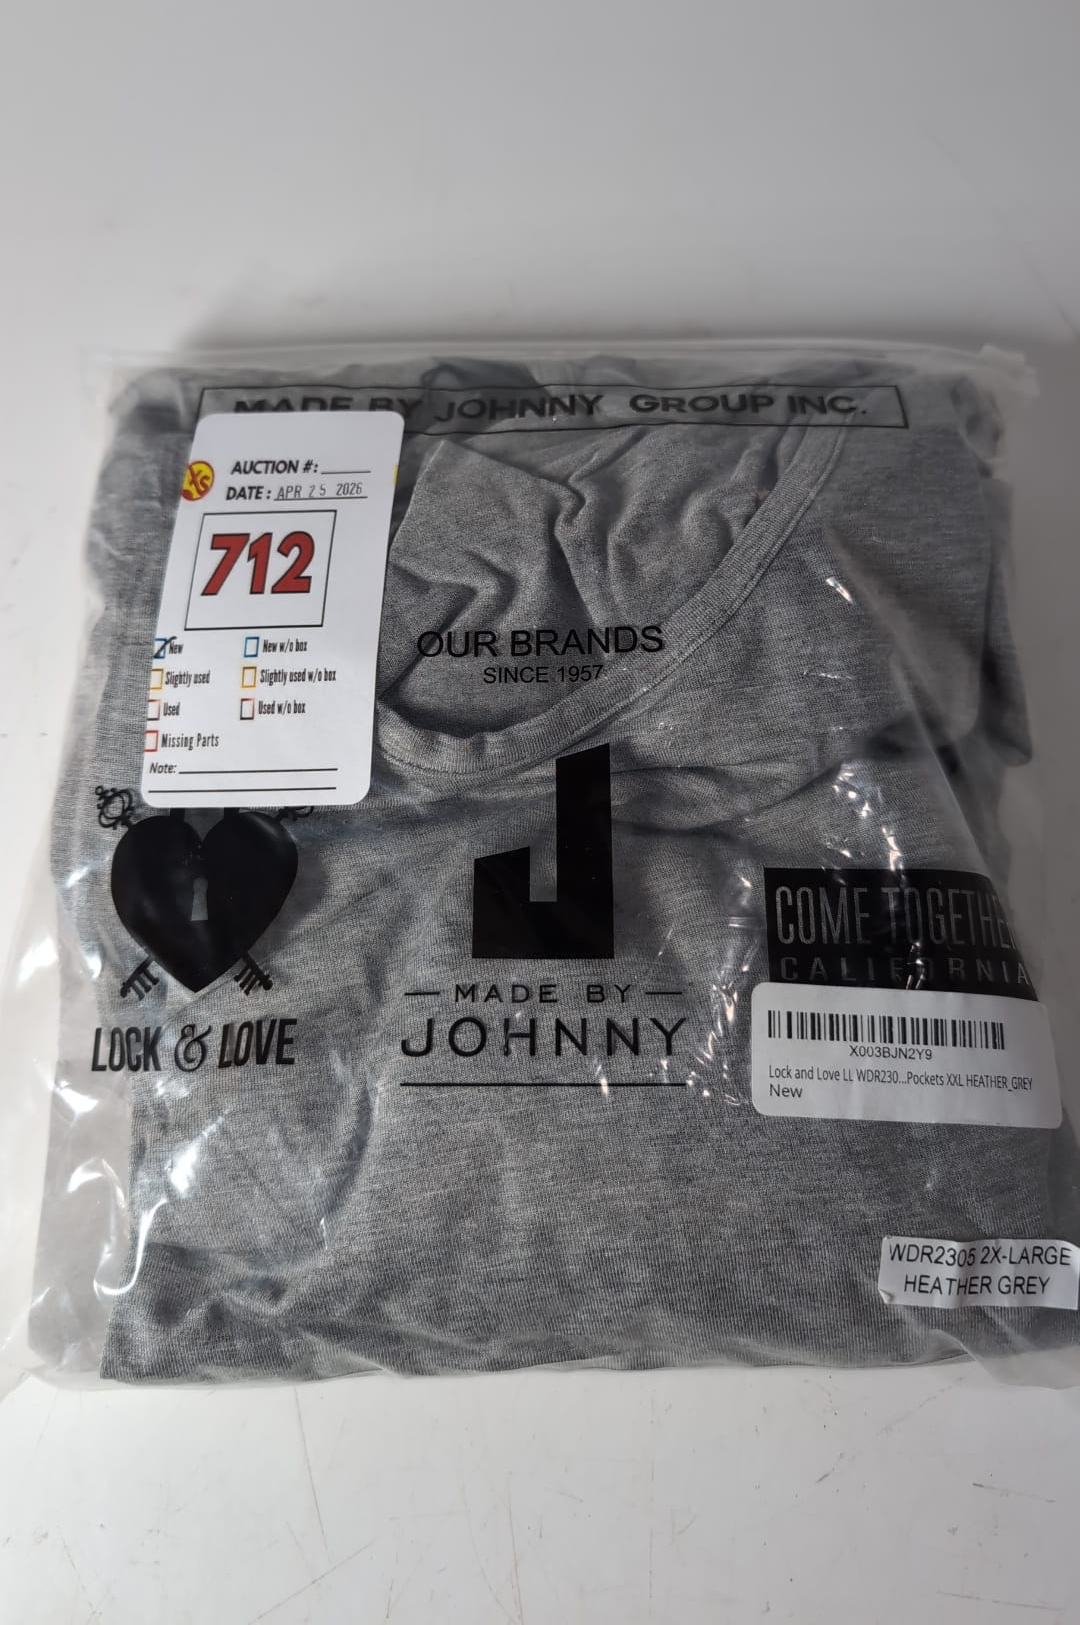 MADE BY JOHNNY GROUP INC.
AUCTION #:
DATE: APR 25 2026
712
New
New w/o box
Slightly used
Slightly used w/o box
Used
Used w/o box
Missing Parts
Note:
OUR BRANDS
SINCE 1957
LOCK & LOVE
MADE BY
JOHNNY
COME TOGETHE
CALIFORNIA
X003BJN2Y9
Lock and Love LL WDR230...Pockets XXL HEATHER_GREY
New
WDR2305 2X-LARGE
HEATHER GREY